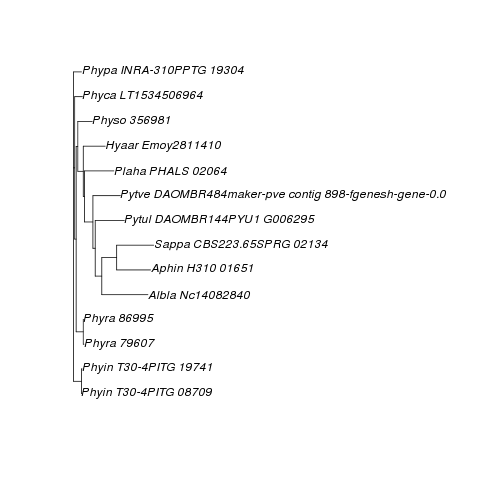 Phypa INRA-310PPTG 19304
Phyca LT1534506964
Physo 356981
Hyaar Emoy2811410
Plaha PHALS 02064
Pytve DAOMBR484maker-pve contig 898-fgenesh-gene-0.0
Pytul DAOMBR144PYU1 G006295
Sappa CBS223.65SPRG 02134
Aphin H310 01651
Albla Nc14082840
Phyra 86995
Phyra 79607
Phyin T30-4PITG 19741
Phyin T30-4PITG 08709